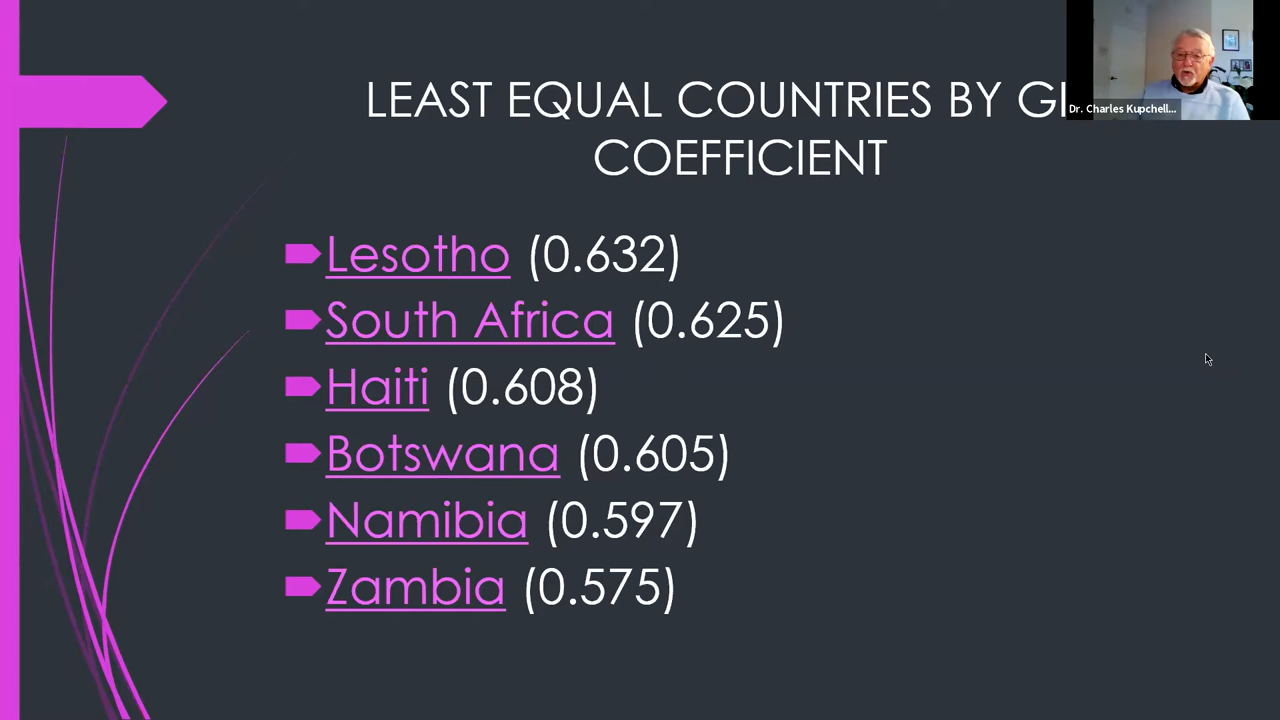 LEAST EQUAL COUNTRIES BY
COEFFICIENT
Dr. Charles Kupchell...
Lesotho (0.632)
South Africa (0.625)
Haiti (0.608)
Botswana (0.605)
Namibia (0.597)
Zambia (0.575)